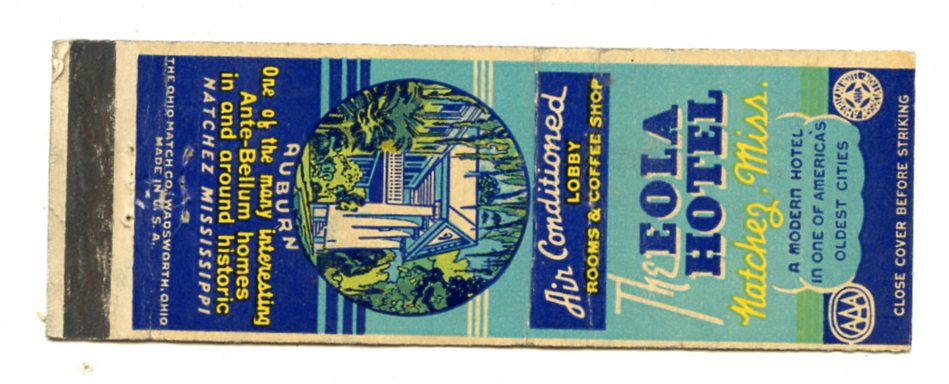 Air Conditioned
LOBBY
ROOMS & COFFEE SHOP
The EOLA
HOTEL
Natchez, Miss.
A MODERN HOTEL
IN ONE OF AMERICA'S
OLDEST CITIES
AAA
CLOSE COVER BEFORE STRIKING
AUBURN
One of the many interesting
Ante-Bellum homes
in and around historic
NATCHEZ MISSISSIPPI
THE OHIO MATCH CO., WADSWORTH, OHIO
MADE IN U.S.A.